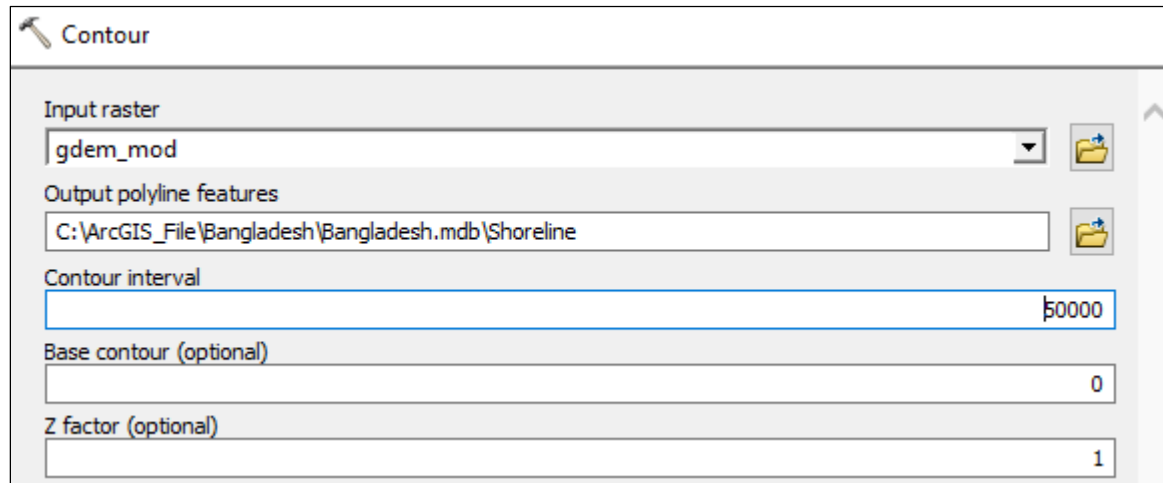 Contour
Input raster
gdem_mod
Output polyline features
C:\ArcGIS_File\Bangladesh\Bangladesh.mdb\Shoreline
Contour interval
50000
Base contour (optional)
0
Z factor (optional)
1